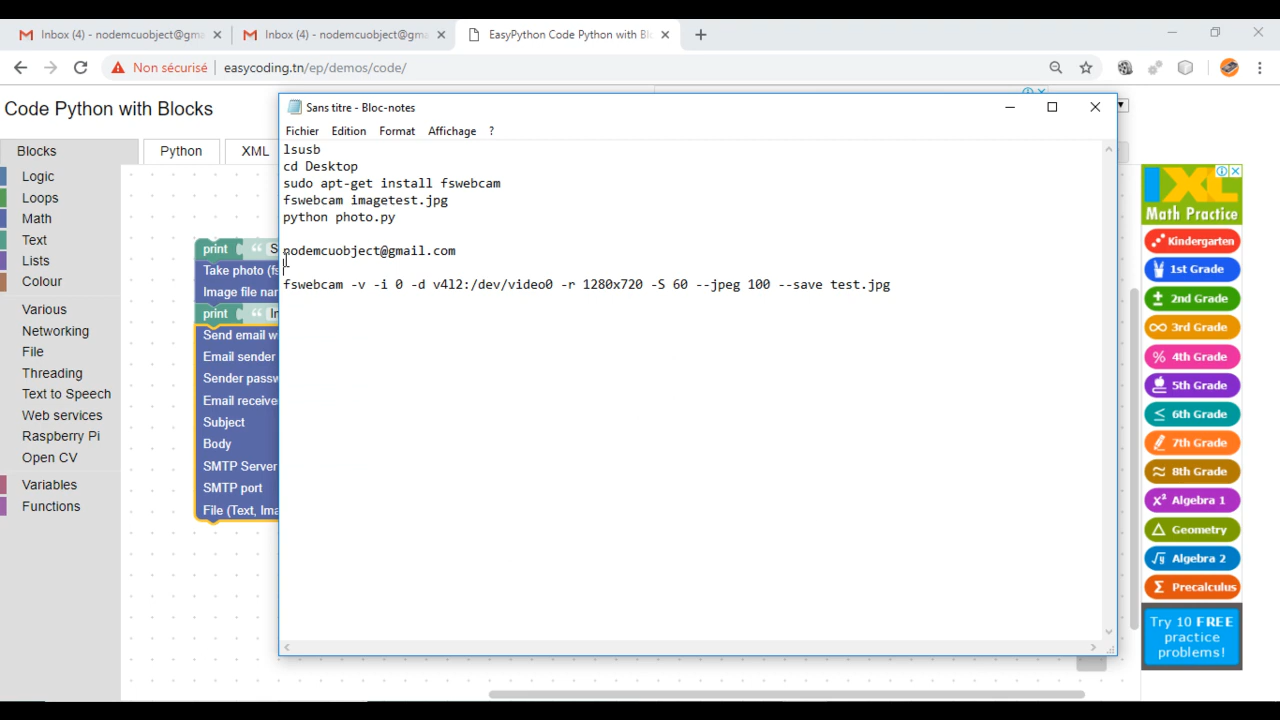 Inbox (4) - nodemcuobject@gma
Inbox (4) - nodemcuobject@gma
EasyPython Code Python with Bl
Non sécurisé
easycoding.tn/ep/demos/code/
Code Python with Blocks
Blocks
Python
XML
Logic
Loops
Math
Text
Lists
Colour
Various
Networking
File
Threading
Text to Speech
Web services
Raspberry Pi
Open CV
Variables
Functions
print “ S
Take photo (fs
Image file nam
print “ In
Send email w
Email sender
Sender passw
Email receive
Subject
Body
SMTP Server
SMTP port
File (Text, Ima
Sans titre - Bloc-notes
Fichier Edition Format Affichage ?
lsusb
cd Desktop
sudo apt-get install fswebcam
fswebcam imagetest.jpg
python photo.py
nodemcuobject@gmail.com
fswebcam -v -i 0 -d v4l2:/dev/video0 -r 1280x720 -S 60 --jpeg 100 --save test.jpg
IXL
Math Practice
Kindergarten
1st Grade
2nd Grade
3rd Grade
4th Grade
5th Grade
6th Grade
7th Grade
8th Grade
Algebra 1
Geometry
Algebra 2
Precalculus
Try 10 FREE
practice
problems!